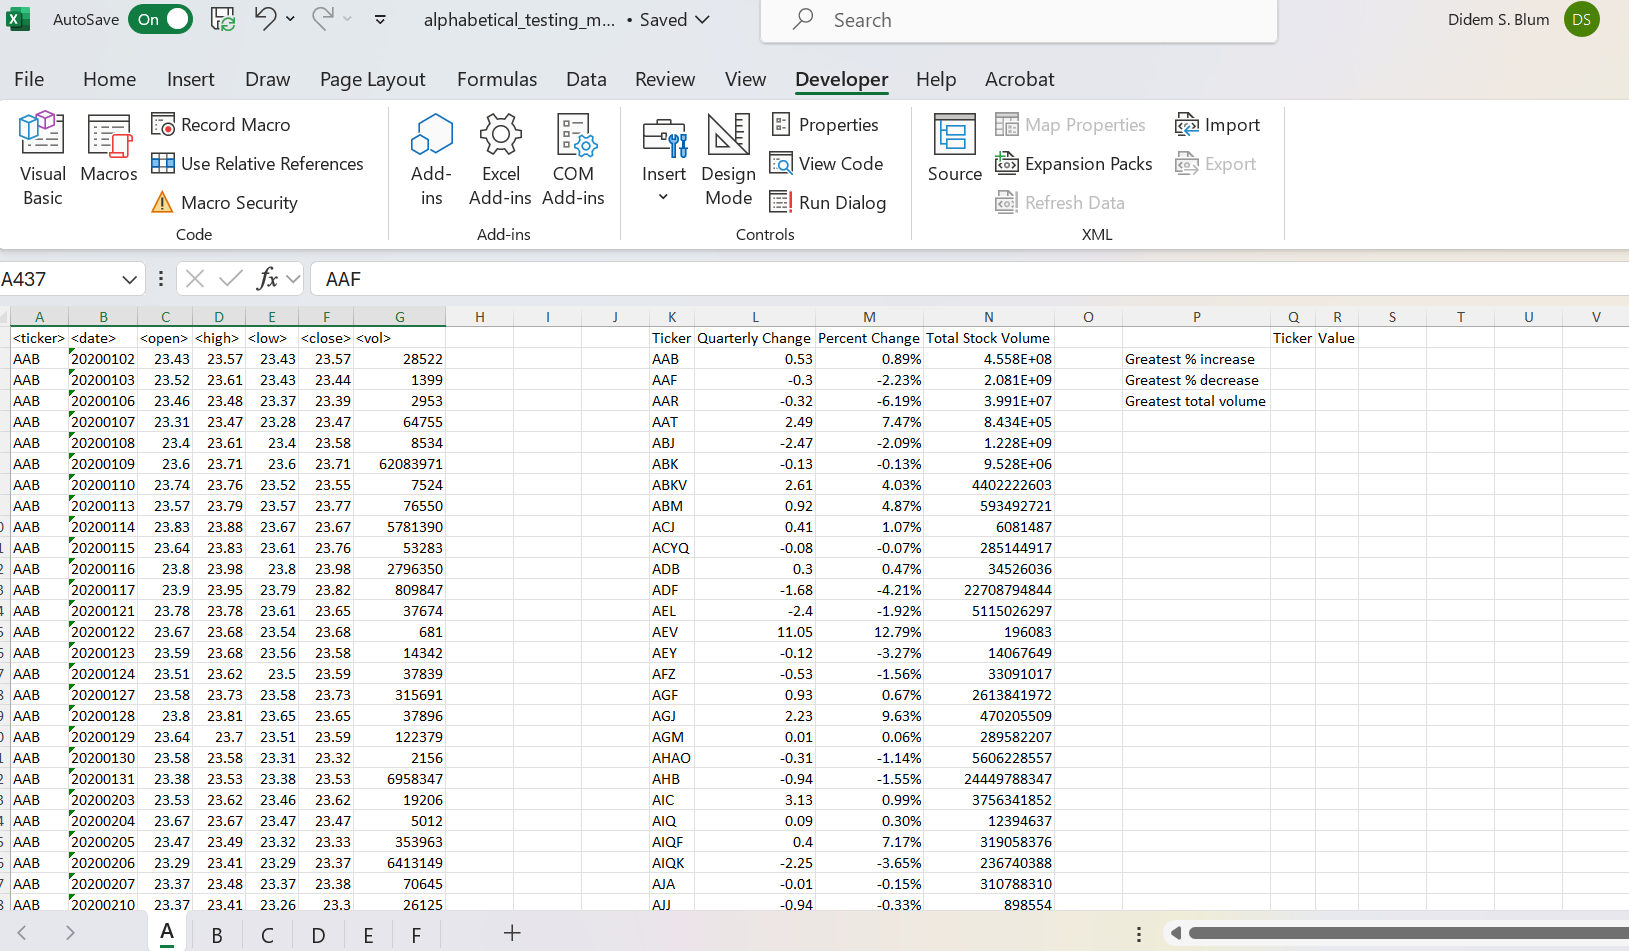 AutoSave On alphabetical_testing_m... • Saved Search Didem S. Blum DS
File Home Insert Draw Page Layout Formulas Data Review View Developer Help Acrobat
Visual Basic
Macros
Record Macro
Use Relative References
Macro Security
Code
Add-ins
Excel Add-ins
COM Add-ins
Add-ins
Insert
Design Mode
Properties
View Code
Run Dialog
Controls
Source
Map Properties
Expansion Packs
Refresh Data
Import
Export
XML
A437 fx AAF
A B C D E F G H I J K L M N O P Q R S T U V
<ticker> <date> <open> <high> <low> <close> <vol> Ticker Quarterly Change Percent Change Total Stock Volume Ticker Value
AAB 20200102 23.43 23.57 23.43 23.57 28522 AAB 0.53 0.89% 4.558E+08 Greatest % increase
AAB 20200103 23.52 23.61 23.43 23.44 1399 AAF -0.3 -2.23% 2.081E+09 Greatest % decrease
AAB 20200106 23.46 23.48 23.37 23.39 2953 AAR -0.32 -6.19% 3.991E+07 Greatest total volume
AAB 20200107 23.31 23.47 23.28 23.47 64755 AAT 2.49 7.47% 8.434E+05
AAB 20200108 23.4 23.61 23.4 23.58 8534 ABJ -2.47 -2.09% 1.228E+09
AAB 20200109 23.6 23.71 23.6 23.71 62083971 ABK -0.13 -0.13% 9.528E+06
AAB 20200110 23.74 23.76 23.52 23.55 7524 ABKV 2.61 4.03% 4402222603
AAB 20200113 23.57 23.79 23.57 23.77 76550 ABM 0.92 4.87% 593492721
AAB 20200114 23.83 23.88 23.67 23.67 5781390 ACJ 0.41 1.07% 6081487
AAB 20200115 23.64 23.83 23.61 23.76 53283 ACYQ -0.08 -0.07% 285144917
AAB 20200116 23.8 23.98 23.8 23.98 2796350 ADB 0.3 0.47% 34526036
AAB 20200117 23.9 23.95 23.79 23.82 809847 ADF -1.68 -4.21% 22708794844
AAB 20200121 23.78 23.78 23.61 23.65 37674 AEL -2.4 -1.92% 5115026297
AAB 20200122 23.67 23.68 23.54 23.68 681 AEV 11.05 12.79% 196083
AAB 20200123 23.59 23.68 23.56 23.58 14342 AEY -0.12 -3.27% 14067649
AAB 20200124 23.51 23.62 23.5 23.59 37839 AFZ -0.53 -1.56% 33091017
AAB 20200127 23.58 23.73 23.58 23.73 315691 AGF 0.93 0.67% 2613841972
AAB 20200128 23.8 23.81 23.65 23.65 37896 AGJ 2.23 9.63% 470205509
AAB 20200129 23.64 23.7 23.51 23.59 122379 AGM 0.01 0.06% 289582207
AAB 20200130 23.58 23.58 23.31 23.32 2156 AHAO -0.31 -1.14% 5606228557
AAB 20200131 23.38 23.53 23.38 23.53 6958347 AHB -0.94 -1.55% 24449788347
AAB 20200203 23.53 23.62 23.46 23.62 19206 AIC 3.13 0.99% 3756341852
AAB 20200204 23.67 23.67 23.47 23.47 5012 AIQ 0.09 0.30% 12394637
AAB 20200205 23.47 23.49 23.32 23.33 353963 AIQF 0.4 7.17% 319058376
AAB 20200206 23.29 23.41 23.29 23.37 6413149 AIQK -2.25 -3.65% 236740388
AAB 20200207 23.37 23.48 23.37 23.38 70645 AJA -0.01 -0.15% 310788310
AAB 20200210 23.37 23.41 23.26 23.3 26125 AJJ -0.94 -0.33% 898554
A B C D E F